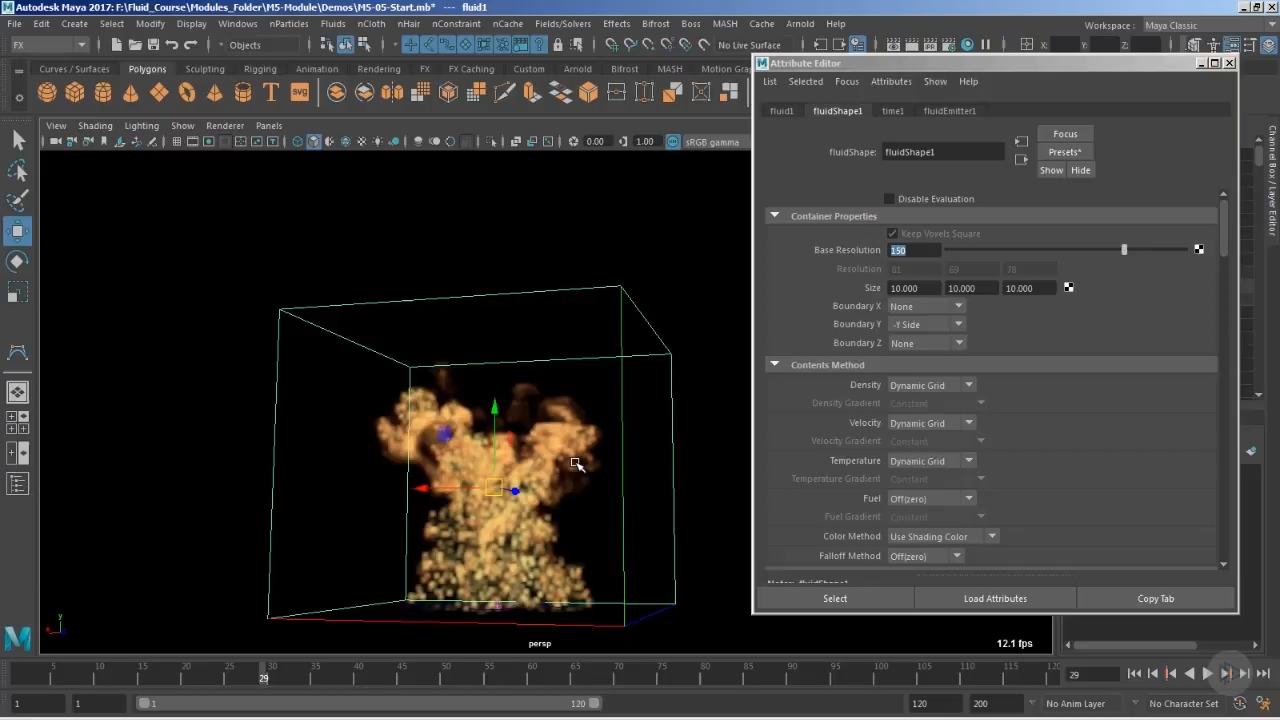 Autodesk Maya 2017: F:\Fluid_Course\Modules_Folder\M5-Module\Demos\M5-05-Start.mb* --- fluid1
File Edit Create Select Modify Display Windows nParticles Fluids nCloth nHair nConstraint nCache Fields/Solvers Effects Bifrost Boss MASH Cache Arnold Help
Workspace : Maya Classic
FX Objects No Live Surface X: Y: Z:
Curves / Surfaces Polygons Sculpting Rigging Animation Rendering FX FX Caching Custom Arnold Bifrost MASH Motion Gra
T SVG
View Shading Lighting Show Renderer Panels
0.00 1.00 sRGB gamma
Attribute Editor
List Selected Focus Attributes Show Help
fluid1 fluidShape1 time1 fluidEmitter1
fluidShape: fluidShape1
Focus
Presets*
Show Hide
Disable Evaluation
Container Properties
Keep Voxels Square
Base Resolution 150
Resolution 81 69 78
Size 10.000 10.000 10.000
Boundary X None
Boundary Y -Y Side
Boundary Z None
Contents Method
Density Dynamic Grid
Density Gradient Constant
Velocity Dynamic Grid
Velocity Gradient Constant
Temperature Dynamic Grid
Temperature Gradient Constant
Fuel Off(zero)
Fuel Gradient Constant
Color Method Use Shading Color
Falloff Method Off(zero)
Notes: fluidShape1
Select Load Attributes Copy Tab
Channel Box / Layer Editor
y
persp
12.1 fps
5 10 15 20 25 30 35 40 45 50 55 60 65 70 75 80 85 90 95 100 105 110 115 120
29
29
1 1 1 120 120 200 No Anim Layer No Character Set